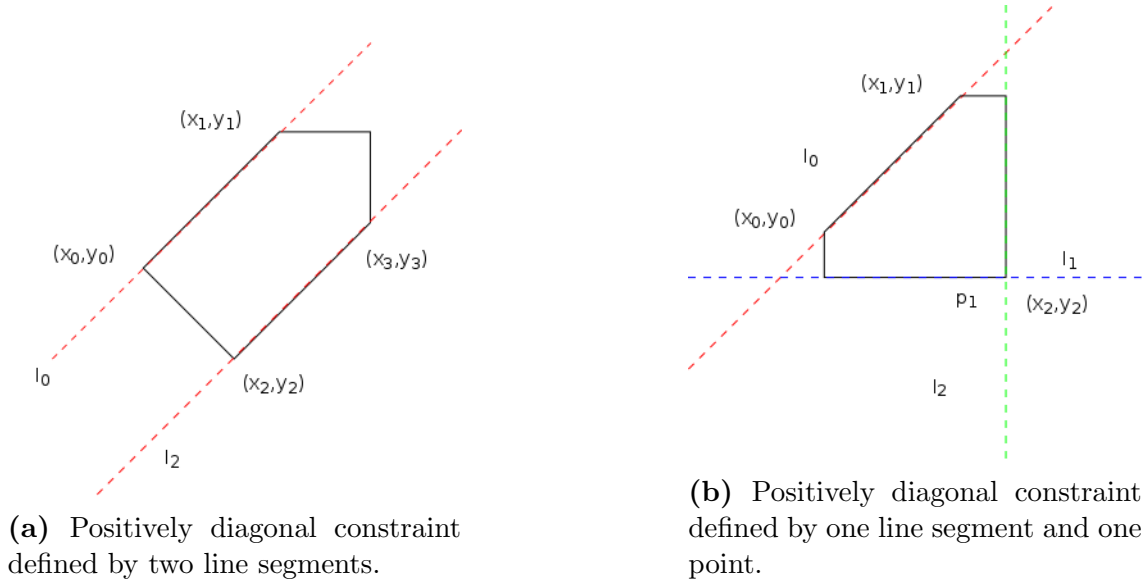 (x1,y1)
(x0,y0)
(x3,y3)
l0
(x2,y2)
l2
(a) Positively diagonal constraint
defined by two line segments.
(x1,y1)
l0
(x0,y0)
l1
p1
(x2,y2)
l2
(b) Positively diagonal constraint
defined by one line segment and one
point.